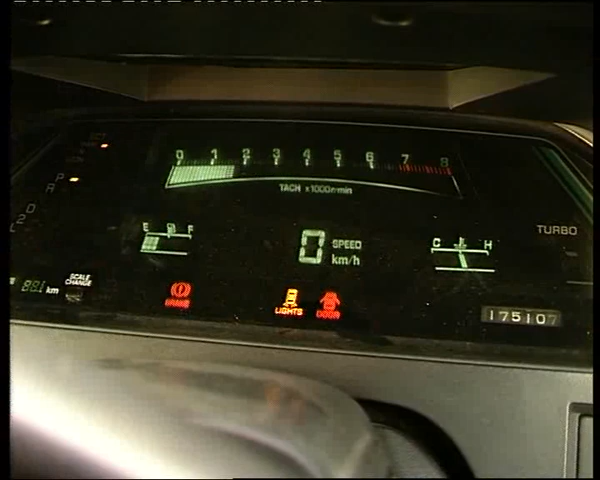 0 1 2 3 4 5 6 7 8
TACH x1000r/min
P
R
D
2
L
E F
0 SPEED
km/h
C H
TURBO
SCALE
CHANGE
km
BRAKE
LIGHTS
DOOR
175107